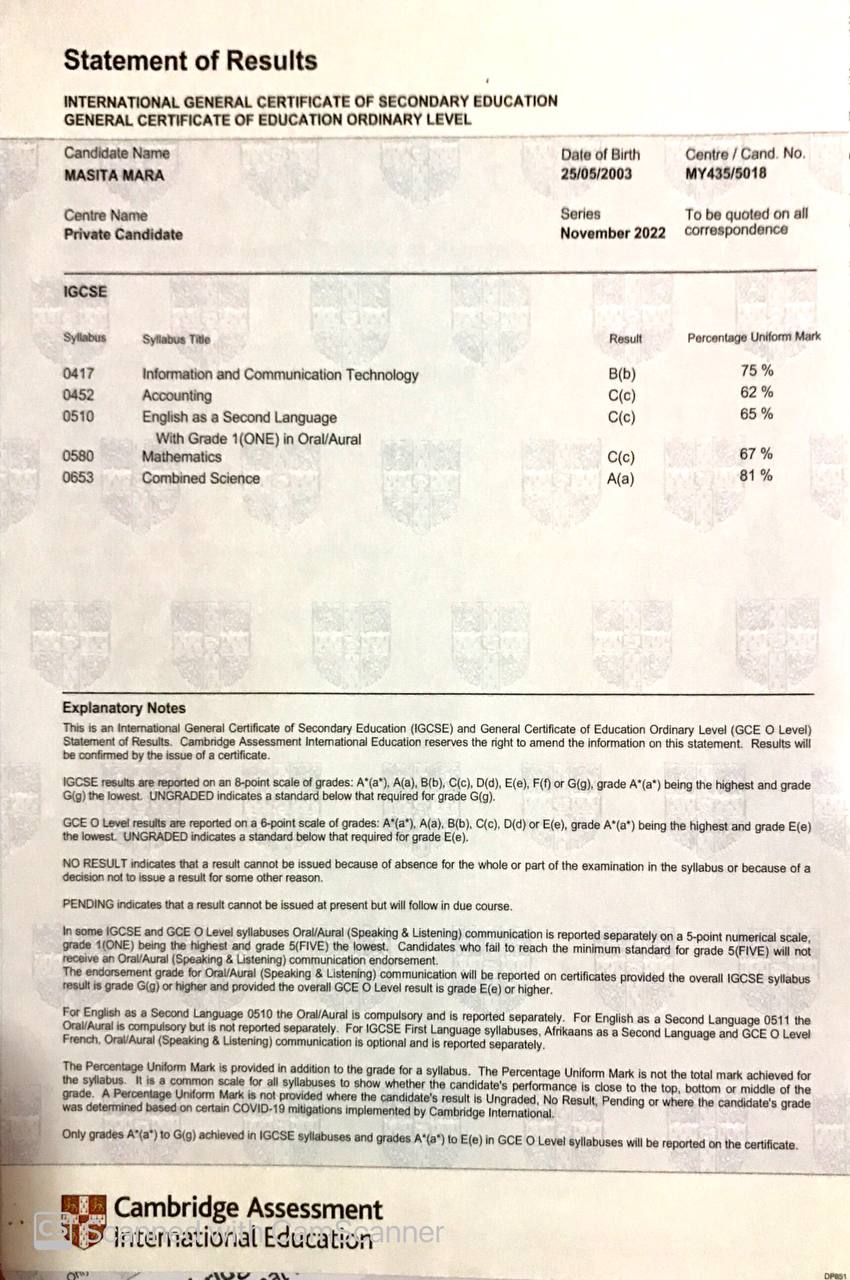 Statement of Results
INTERNATIONAL GENERAL CERTIFICATE OF SECONDARY EDUCATION
GENERAL CERTIFICATE OF EDUCATION ORDINARY LEVEL
Candidate Name
MASITA MARA
Date of Birth
25/05/2003
Centre / Cand. No.
MY435/5018
Centre Name
Private Candidate
Series
November 2022
To be quoted on all
correspondence
IGCSE
Syllabus Syllabus Title Result Percentage Uniform Mark
0417 Information and Communication Technology B(b) 75 %
0452 Accounting C(c) 62 %
0510 English as a Second Language C(c) 65 %
With Grade 1(ONE) in Oral/Aural
0580 Mathematics C(c) 67 %
0653 Combined Science A(a) 81 %
Explanatory Notes
This is an International General Certificate of Secondary Education (IGCSE) and General Certificate of Education Ordinary Level (GCE O Level)
Statement of Results. Cambridge Assessment International Education reserves the right to amend the information on this statement. Results will
be confirmed by the issue of a certificate.
IGCSE results are reported on an 8-point scale of grades: A*(a*), A(a), B(b), C(c), D(d), E(e), F(f) or G(g), grade A*(a*) being the highest and grade
G(g) the lowest. UNGRADED indicates a standard below that required for grade G(g).
GCE O Level results are reported on a 6-point scale of grades: A*(a*), A(a), B(b), C(c), D(d) or E(e), grade A*(a*) being the highest and grade E(e)
the lowest. UNGRADED indicates a standard below that required for grade E(e).
NO RESULT indicates that a result cannot be issued because of absence for the whole or part of the examination in the syllabus or because of a
decision not to issue a result for some other reason.
PENDING indicates that a result cannot be issued at present but will follow in due course.
In some IGCSE and GCE O Level syllabuses Oral/Aural (Speaking & Listening) communication is reported separately on a 5-point numerical scale,
grade 1(ONE) being the highest and grade 5(FIVE) the lowest. Candidates who fail to reach the minimum standard for grade 5(FIVE) will not
receive an Oral/Aural (Speaking & Listening) communication endorsement.
The endorsement grade for Oral/Aural (Speaking & Listening) communication will be reported on certificates provided the overall IGCSE syllabus
result is grade G(g) or higher and provided the overall GCE O Level result is grade E(e) or higher.
For English as a Second Language 0510 the Oral/Aural is compulsory and is reported separately. For English as a Second Language 0511 the
Oral/Aural is compulsory but is not reported separately. For IGCSE First Language syllabuses, Afrikaans as a Second Language and GCE O Level
French, Oral/Aural (Speaking & Listening) communication is optional and is reported separately.
The Percentage Uniform Mark is provided in addition to the grade for a syllabus. The Percentage Uniform Mark is not the total mark achieved for
the syllabus. It is a common scale for all syllabuses to show whether the candidate's performance is close to the top, bottom or middle of the
grade. A Percentage Uniform Mark is not provided where the candidate's result is Ungraded, No Result, Pending or where the candidate's grade
was determined based on certain COVID-19 mitigations implemented by Cambridge International.
Only grades A*(a*) to G(g) achieved in IGCSE syllabuses and grades A*(a*) to E(e) in GCE O Level syllabuses will be reported on the certificate.
Cambridge Assessment
International Education
CS Scanned with CamScanner
DP851